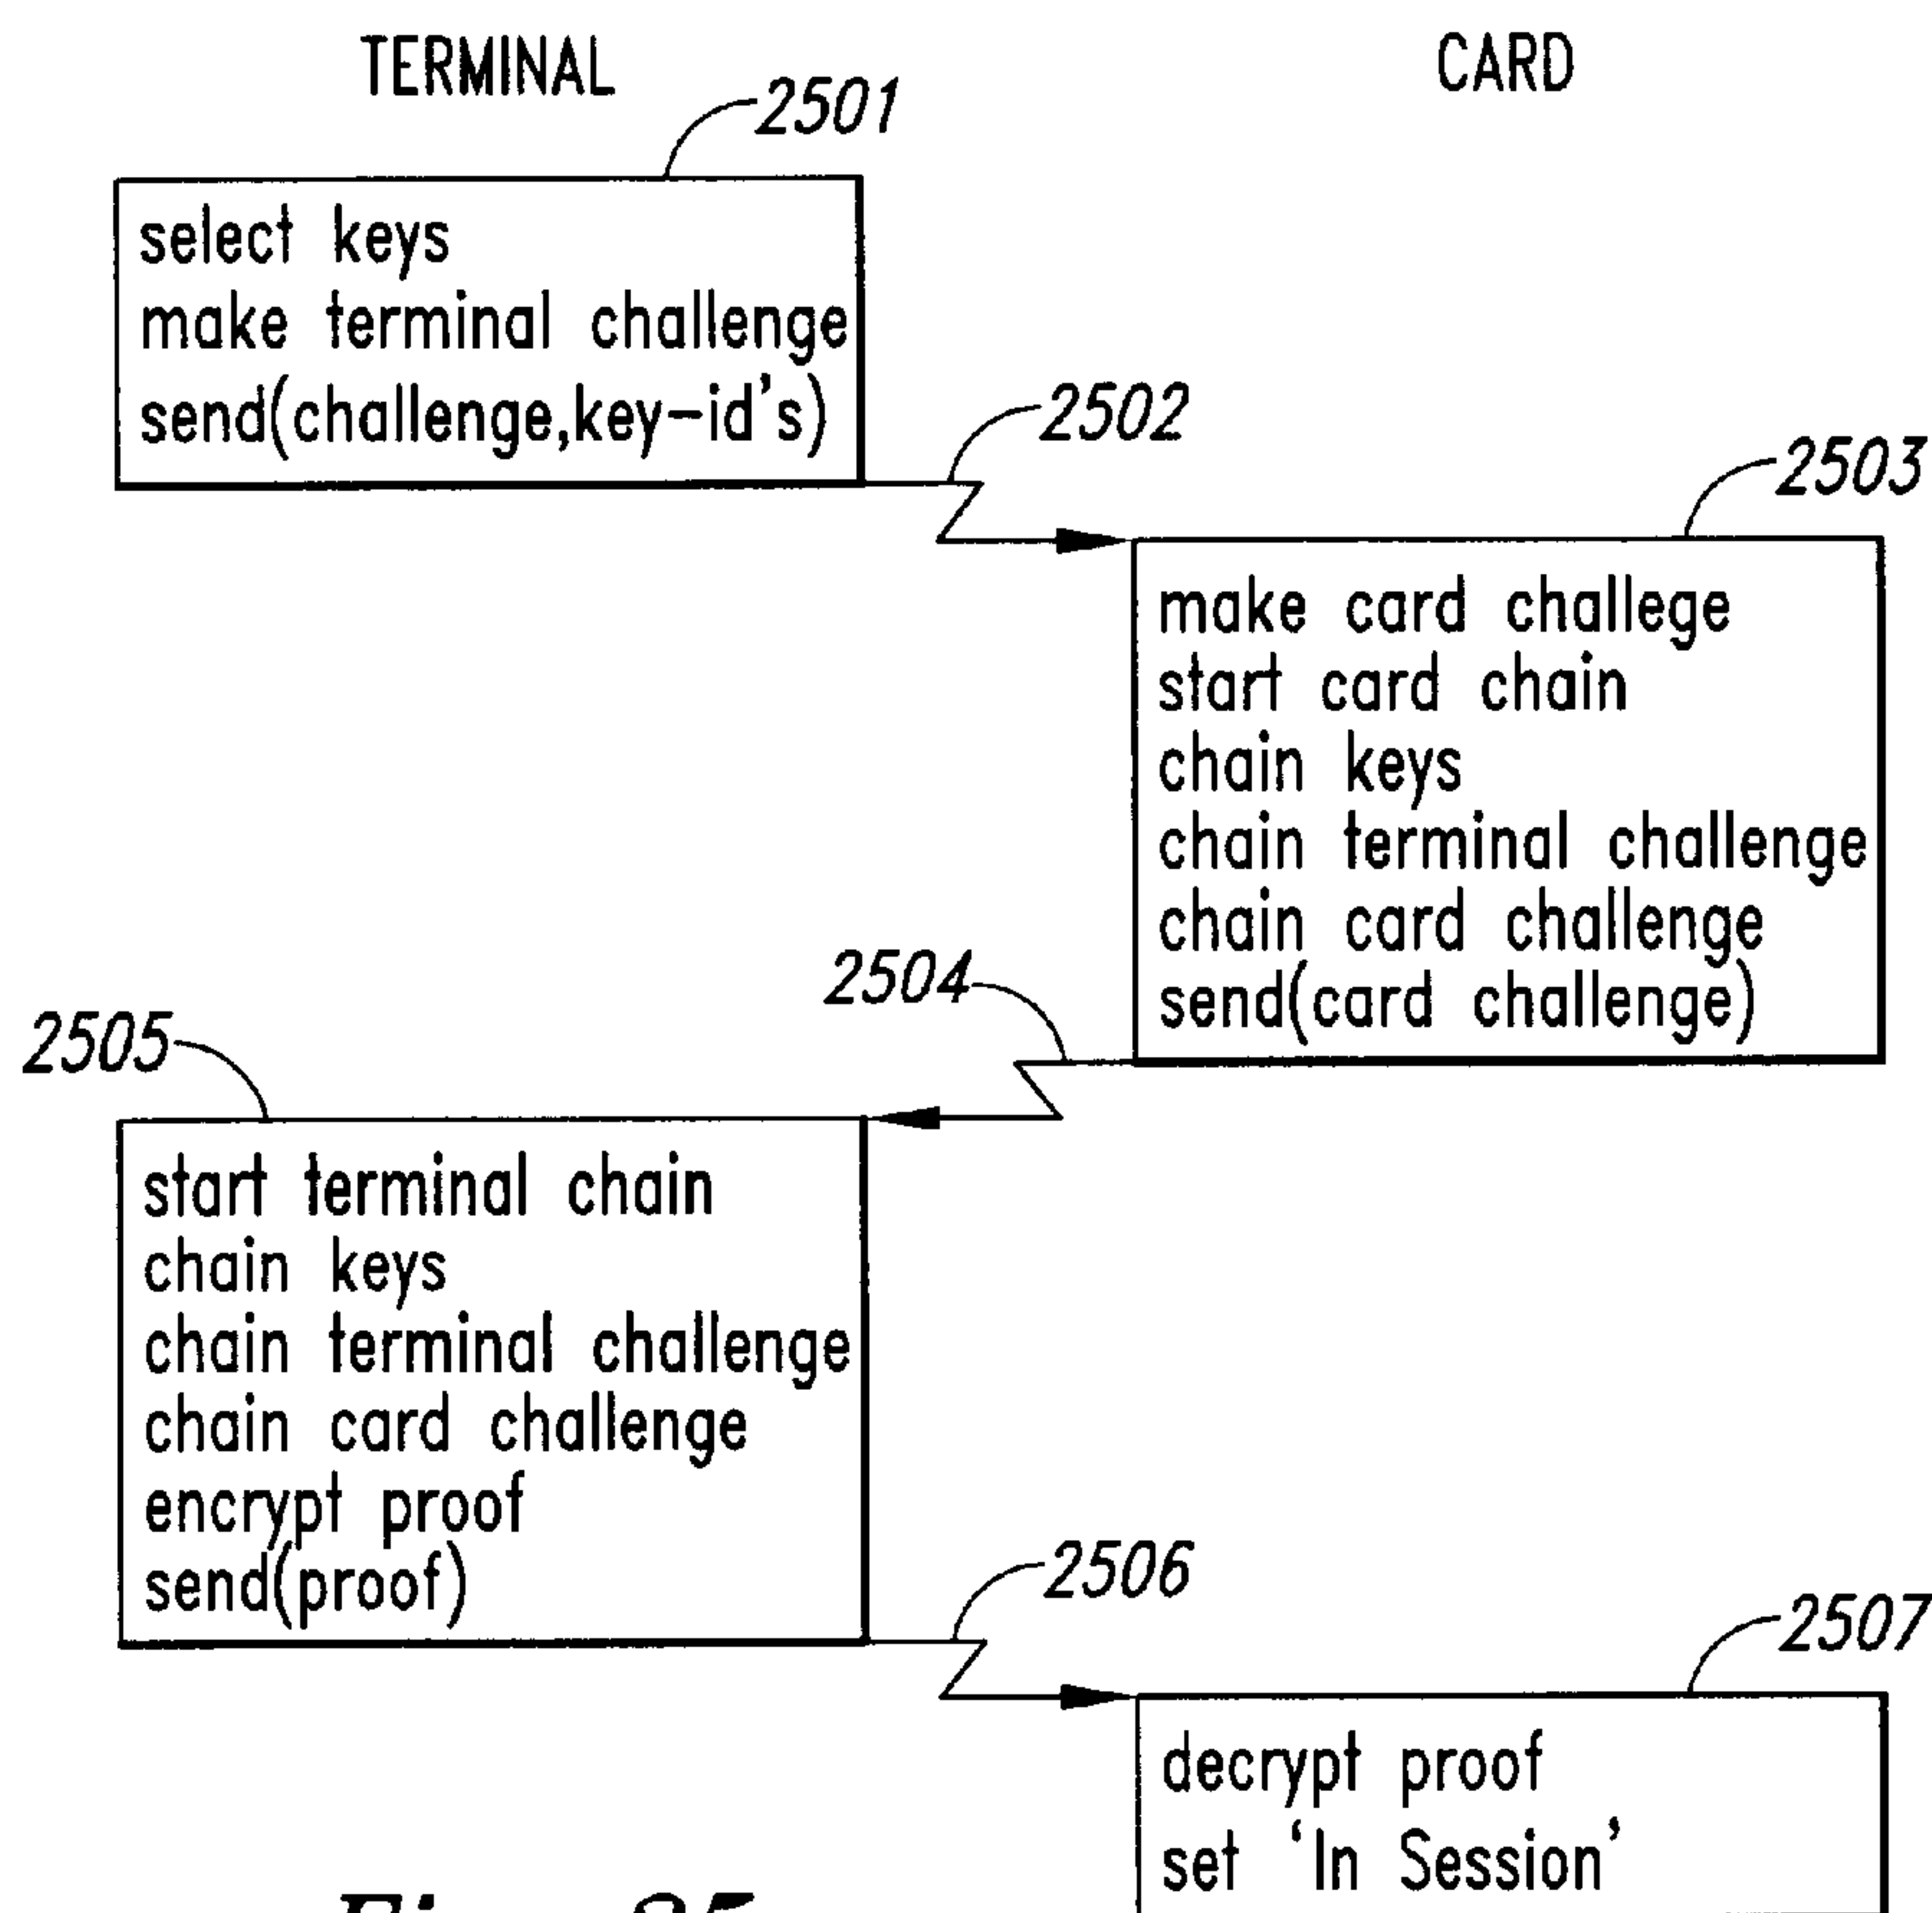 TERMINAL
CARD
2501
select keys
make terminal challenge
send(challenge,key-id's)
2502
2503
make card challege
start card chain
chain keys
chain terminal challenge
chain card challenge
send(card challenge)
2504
2505
start terminal chain
chain keys
chain terminal challenge
chain card challenge
encrypt proof
send(proof)
2506
2507
decrypt proof
set 'In Session'